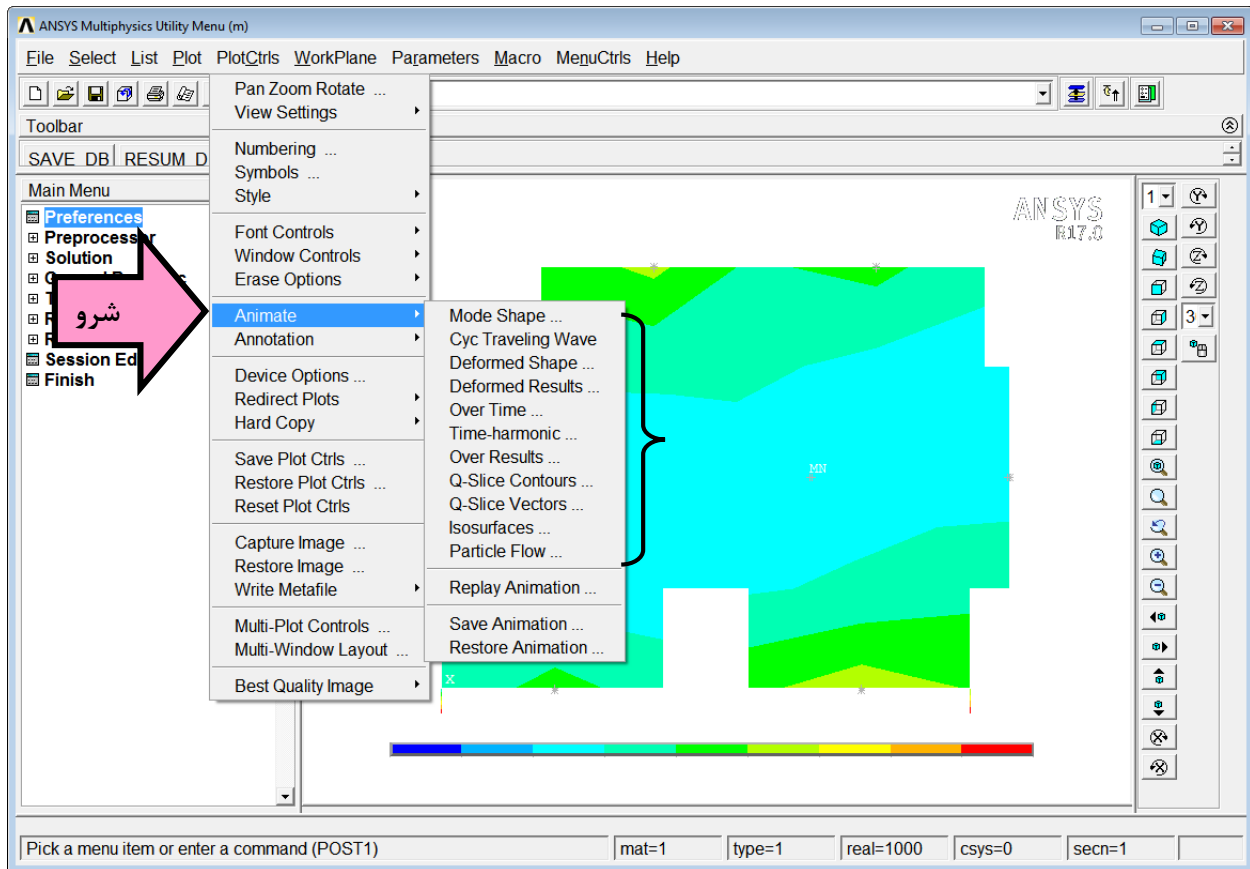 ANSYS Multiphysics Utility Menu (m)
File Select List Plot PlotCtrls WorkPlane Parameters Macro MenuCtrls Help
Toolbar
SAVE_DB RESUM_D
Main Menu
Preferences
Preprocessor
Solution
Session Ed
Finish
شرو
Pan Zoom Rotate ...
View Settings
Numbering ...
Symbols ...
Style
Font Controls
Window Controls
Erase Options
Animate
Annotation
Device Options ...
Redirect Plots
Hard Copy
Save Plot Ctrls ...
Restore Plot Ctrls ...
Reset Plot Ctrls
Capture Image ...
Restore Image ...
Write Metafile
Multi-Plot Controls ...
Multi-Window Layout ...
Best Quality Image
Mode Shape ...
Cyc Traveling Wave
Deformed Shape ...
Deformed Results ...
Over Time ...
Time-harmonic ...
Over Results ...
Q-Slice Contours ...
Q-Slice Vectors ...
Isosurfaces ...
Particle Flow ...
Replay Animation ...
Save Animation ...
Restore Animation ...
ANSYS
R17.0
MN
X
1
3
Pick a menu item or enter a command (POST1)
mat=1
type=1
real=1000
csys=0
secn=1